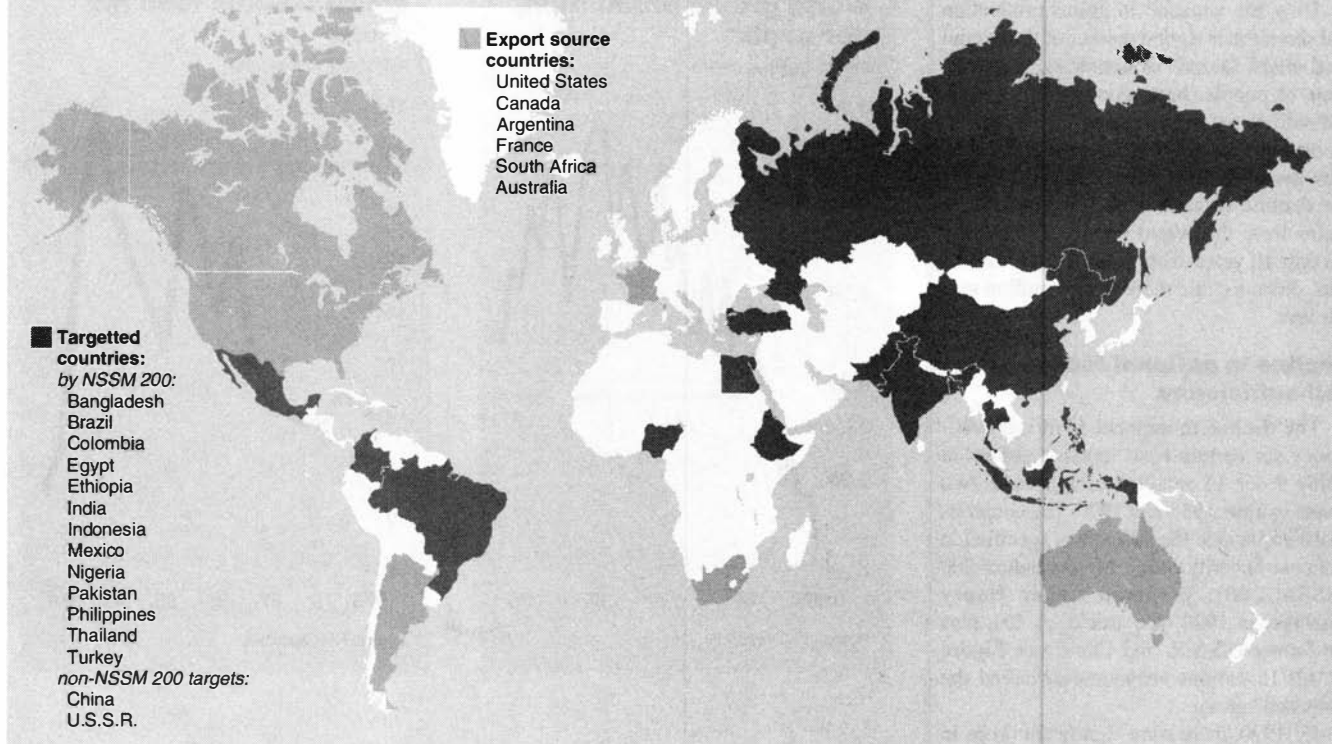 Export source
countries:
United States
Canada
Argentina
France
South Africa
Australia
Targetted
countries:
by NSSM 200:
Bangladesh
Brazil
Colombia
Egypt
Ethiopia
India
Indonesia
Mexico
Nigeria
Pakistan
Philippines
Thailand
Turkey
non-NSSM 200 targets:
China
U.S.S.R.